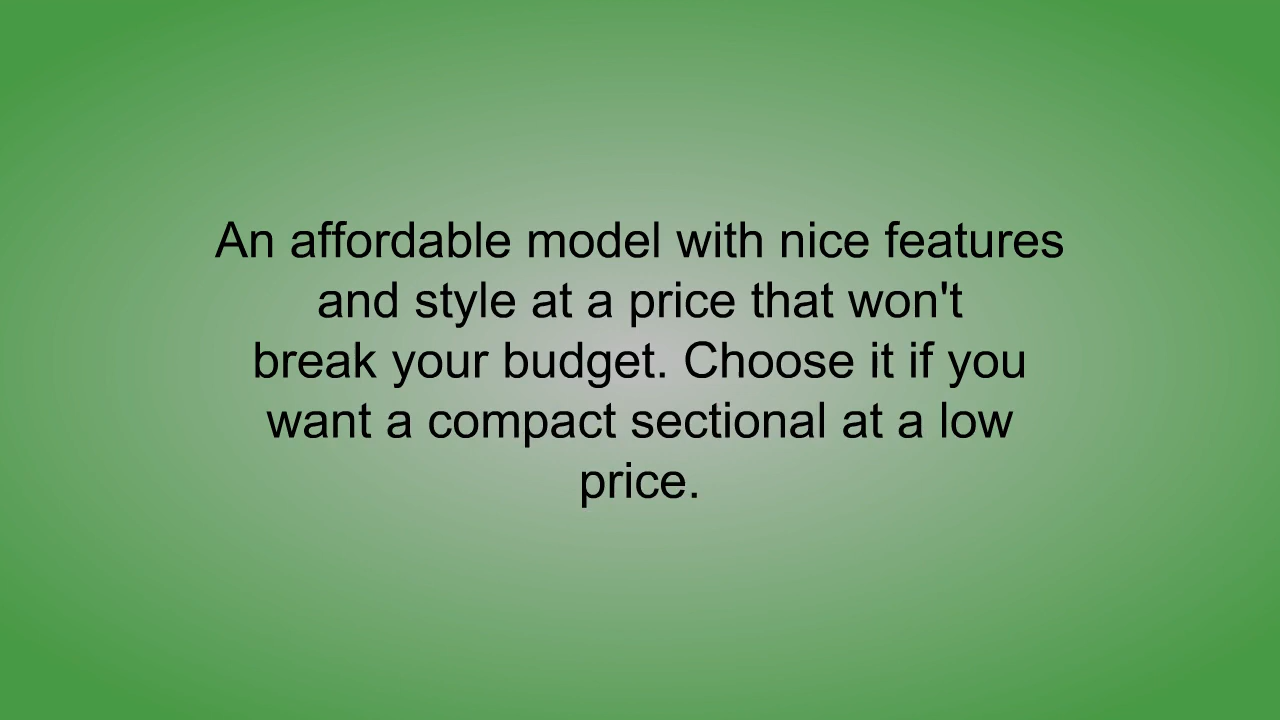 An affordable model with nice features
and style at a price that won't
break your budget. Choose it if you
want a compact sectional at a low
price.